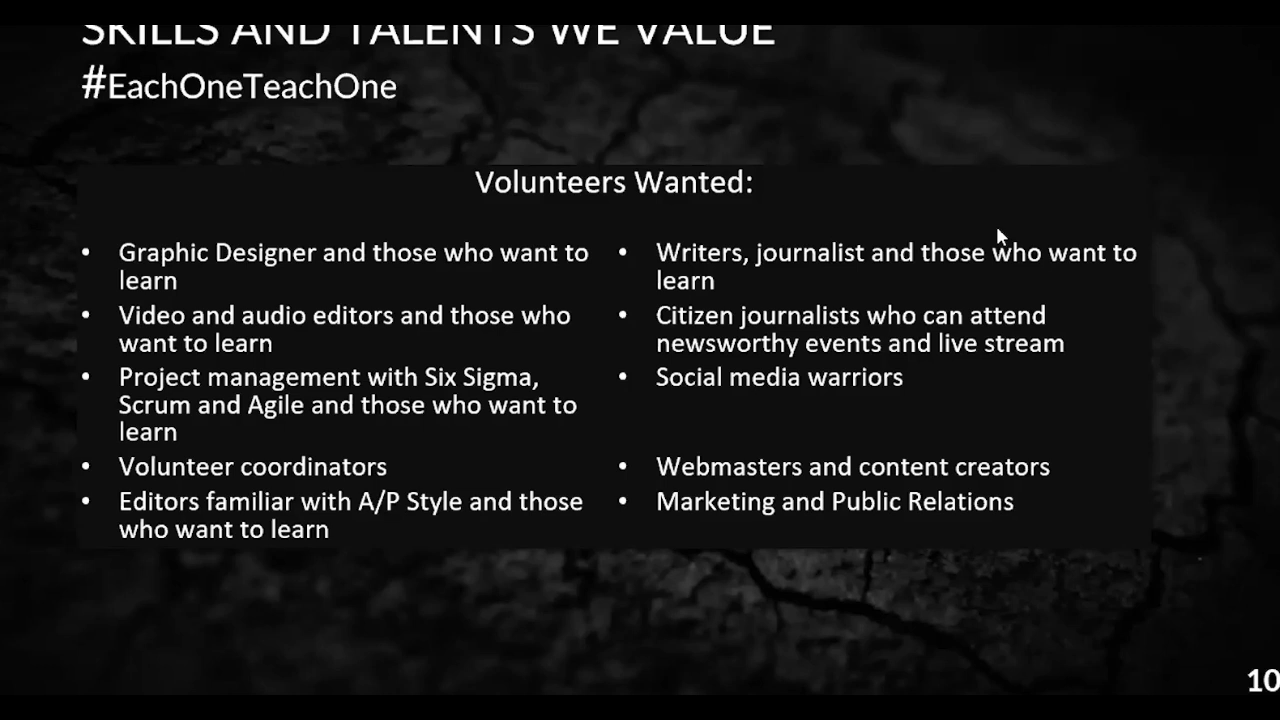 SKILLS AND TALENTS WE VALUE
#EachOneTeachOne
Volunteers Wanted:
• Graphic Designer and those who want to
learn
• Video and audio editors and those who
want to learn
• Project management with Six Sigma,
Scrum and Agile and those who want to
learn
• Volunteer coordinators
• Editors familiar with A/P Style and those
who want to learn
• Writers, journalist and those who want to
learn
• Citizen journalists who can attend
newsworthy events and live stream
• Social media warriors
• Webmasters and content creators
• Marketing and Public Relations
10